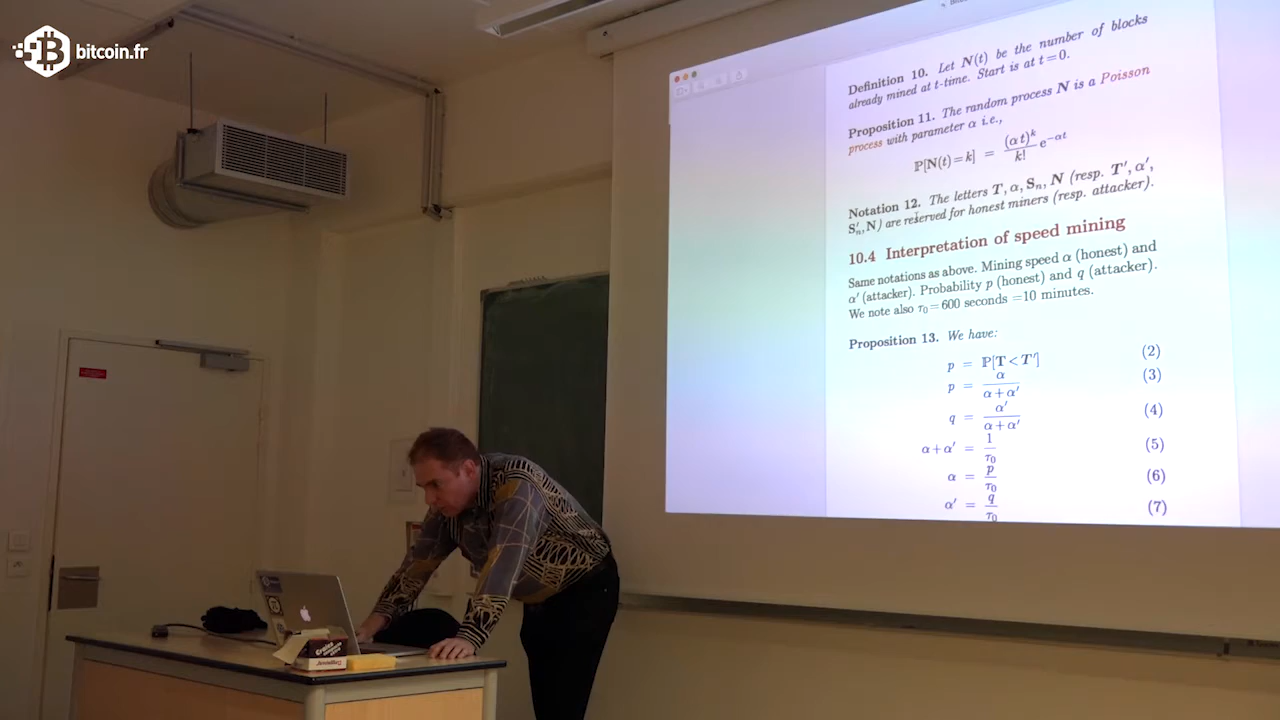 bitcoin.fr
Definition 10. Let N(t) be the number of blocks
already mined at t-time. Start is at t=0.
Proposition 11. The random process N is a Poisson
process with parameter α i.e.,
ℙ[N(t)=k] = (αt)^k / k! e^{−αt}
Notation 12. The letters T, α, S_n, N (resp. T′, α′,
S′_n, N) are reserved for honest miners (resp. attacker).
10.4 Interpretation of speed mining
Same notations as above. Mining speed α (honest) and
α′ (attacker). Probability p (honest) and q (attacker).
We note also τ_0=600 seconds =10 minutes.
Proposition 13. We have:
p = ℙ[T<T′] (2)
p = α / α+α′ (3)
q = α′ / α+α′ (4)
α+α′ = 1 / τ_0 (5)
α = p / τ_0 (6)
α′ = q / τ_0 (7)